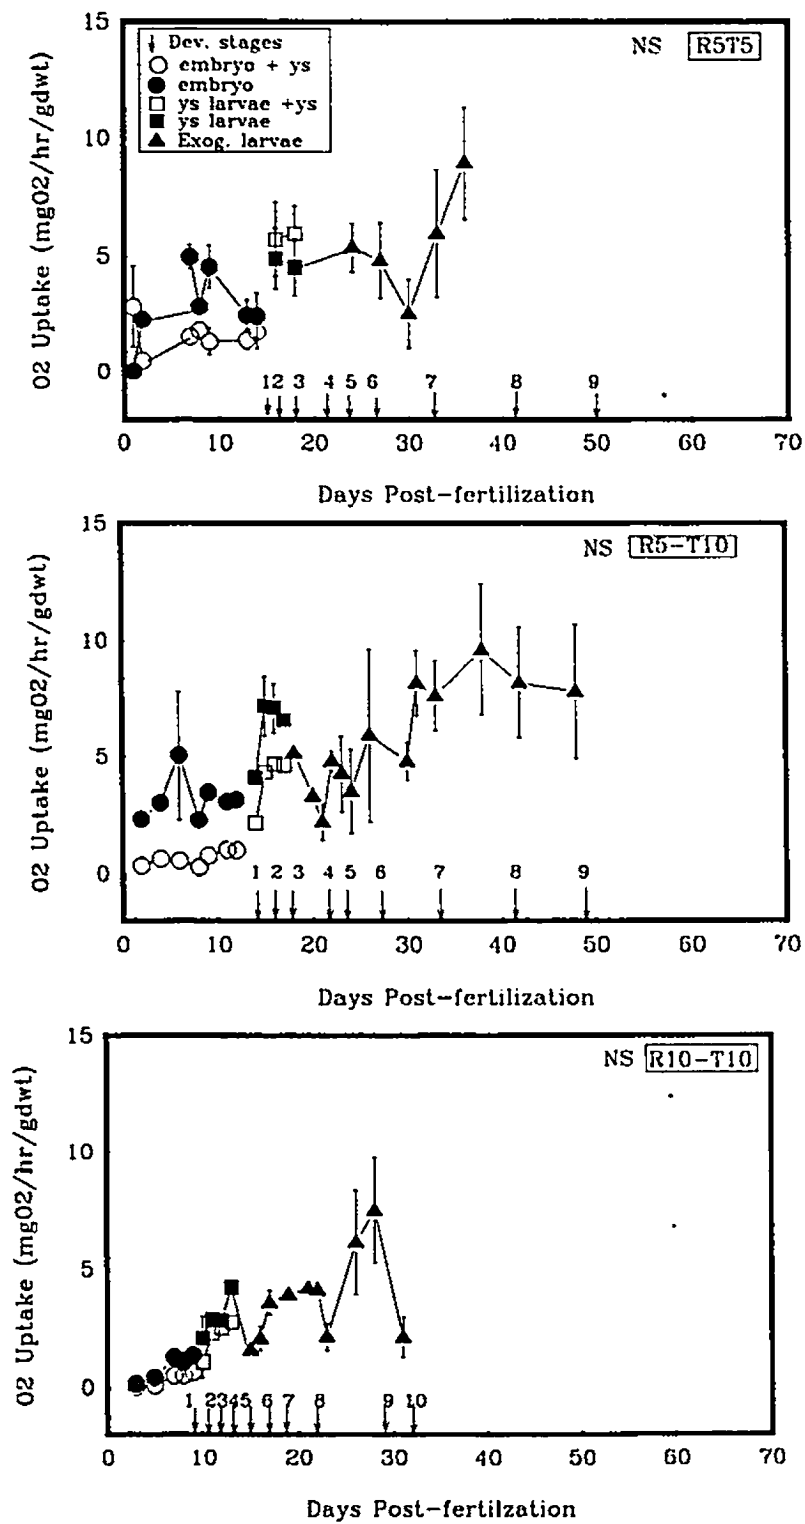 15
NS R5T5
Dev. stages
embryo + ys
embryo
ys larvae +ys
ys larvae
Exog. larvae
10
5
0
O2 Uptake (mgO2/hr/gdwt)
1 2 3 4 5 6 7 8 9
0 10 20 30 40 50 60 70
Days Post-fertilization
15
NS R5-T10
10
5
0
O2 Uptake (mgO2/hr/gdwt)
1 2 3 4 5 6 7 8 9
0 10 20 30 40 50 60 70
Days Post-fertilization
15
NS R10-T10
10
5
0
O2 Uptake (mgO2/hr/gdwt)
1 2 3 4 5 6 7 8 9 10
0 10 20 30 40 50 60 70
Days Post-fertilzation